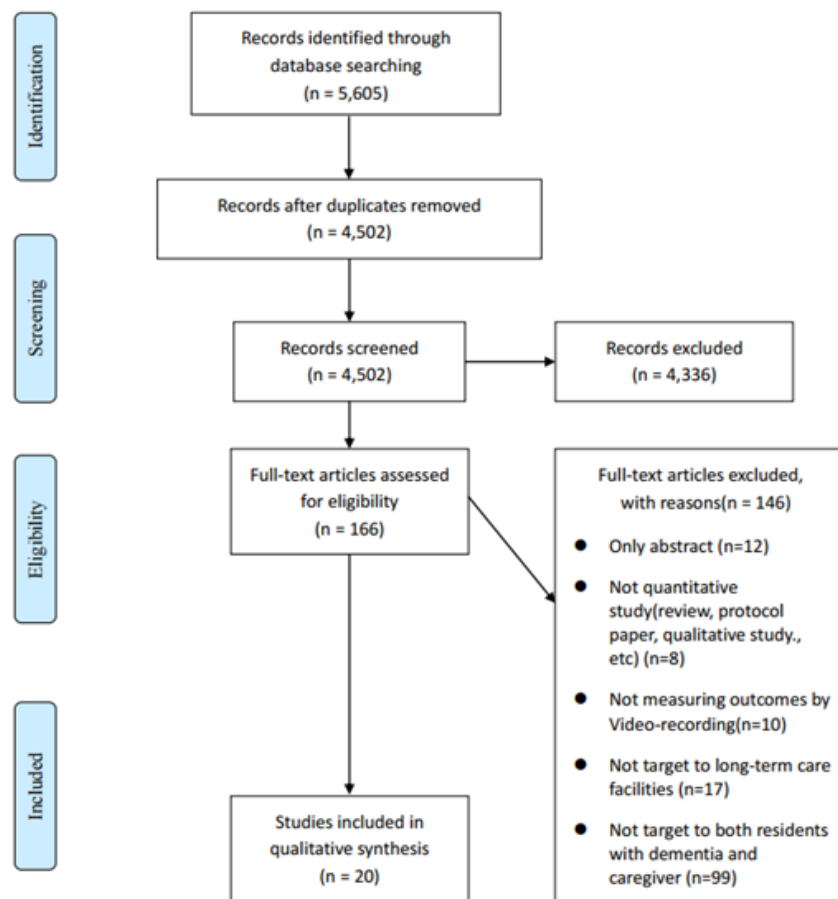 Identification
Records identified through
database searching
(n = 5,605)
Records after duplicates removed
(n = 4,502)
Screening
Records screened
(n = 4,502)
Records excluded
(n = 4,336)
Eligibility
Full-text articles assessed
for eligibility
(n = 166)
Full-text articles excluded,
with reasons(n = 146)
● Only abstract (n=12)
● Not quantitative
study(review, protocol
paper, qualitative study.,
etc) (n=8)
● Not measuring outcomes by
Video-recording(n=10)
● Not target to long-term care
facilities (n=17)
● Not target to both residents
with dementia and
caregiver (n=99)
Included
Studies included in
qualitative synthesis
(n = 20)